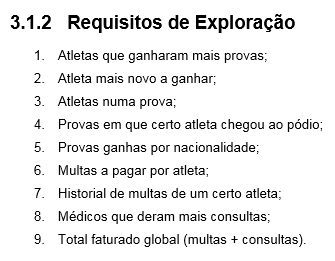 3.1.2 Requisitos de Exploração
1. Atletas que ganharam mais provas;
2. Atleta mais novo a ganhar;
3. Atletas numa prova;
4. Provas em que certo atleta chegou ao pódio;
5. Provas ganhas por nacionalidade;
6. Multas a pagar por atleta;
7. Historial de multas de um certo atleta;
8. Médicos que deram mais consultas;
9. Total faturado global (multas + consultas).